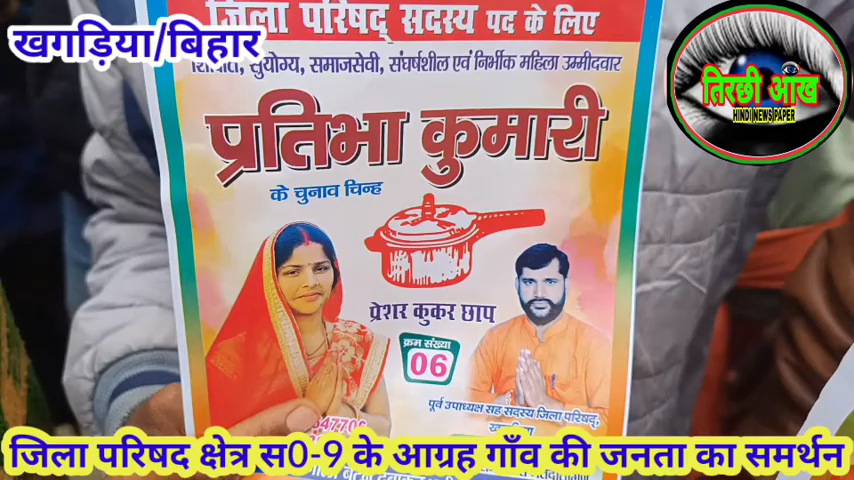 खगड़िया/बिहार
जिला परिषद् सदस्य पद के लिए
सुयोग्य, समाजसेवी, संघर्षशील एवं निर्भीक महिला उम्मीदवार
तिरछी आंख
HINDI NEWS PAPER
प्रतिभा कुमारी
के चुनाव चिन्ह
प्रेशर कुकर छाप
क्रम संख्या
06
पूर्व उपाध्यक्ष सह सदस्य जिला परिषद्,
जिला परिषद क्षेत्र स0-9 के आग्रह गाँव की जनता का समर्थन